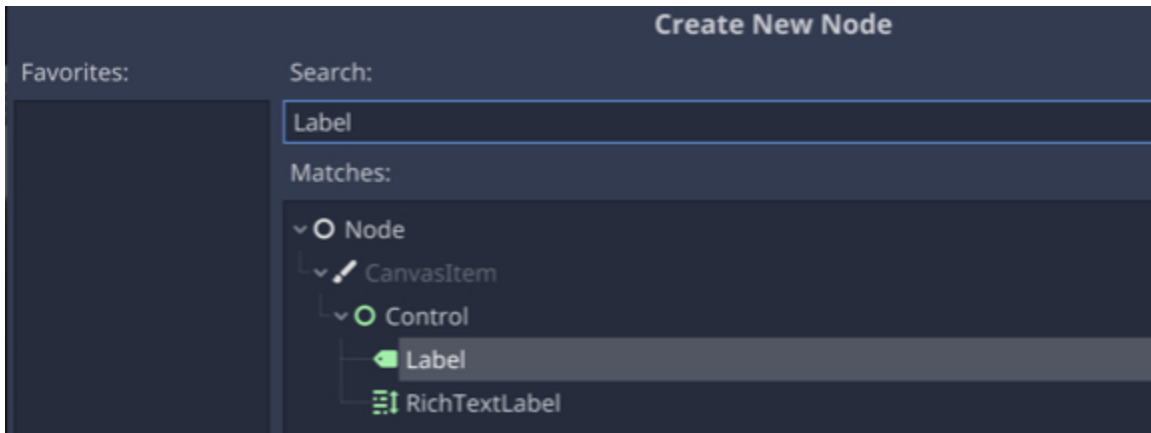 Create New Node
Favorites:
Search:
Label
Matches:
Node
CanvasItem
Control
Label
RichTextLabel